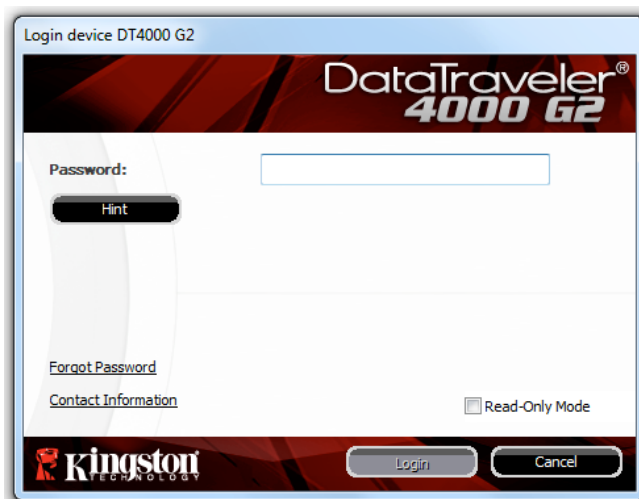 Login device DT4000 G2
DataTraveler®
4000 G2
Password:
Hint
Forgot Password
Contact Information
Read-Only Mode
Kingston
TECHNOLOGY
Login
Cancel